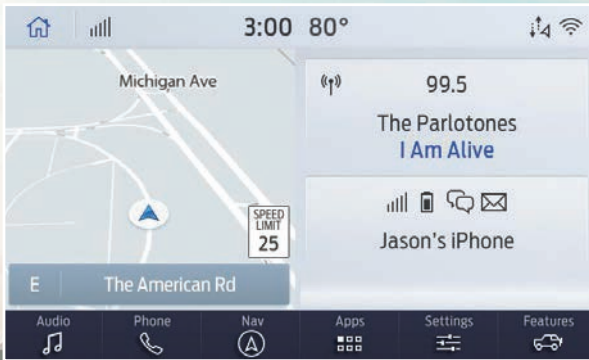 3:00 80°
Michigan Ave
99.5
The Parlotones
I Am Alive
SPEED
LIMIT
25
Jason's iPhone
E The American Rd
Audio Phone Nav Apps Settings Features